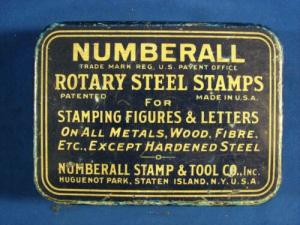 NUMBERALL
TRADE MARK REG. U.S. PATENT OFFICE
ROTARY STEEL STAMPS
PATENTED MADE IN U.S.A.
FOR
STAMPING FIGURES & LETTERS
ON ALL METALS, WOOD, FIBRE,
ETC., EXCEPT HARDENED STEEL
NUMBERALL STAMP & TOOL CO., INC.
HUGUENOT PARK, STATEN ISLAND, N.Y. U.S.A.